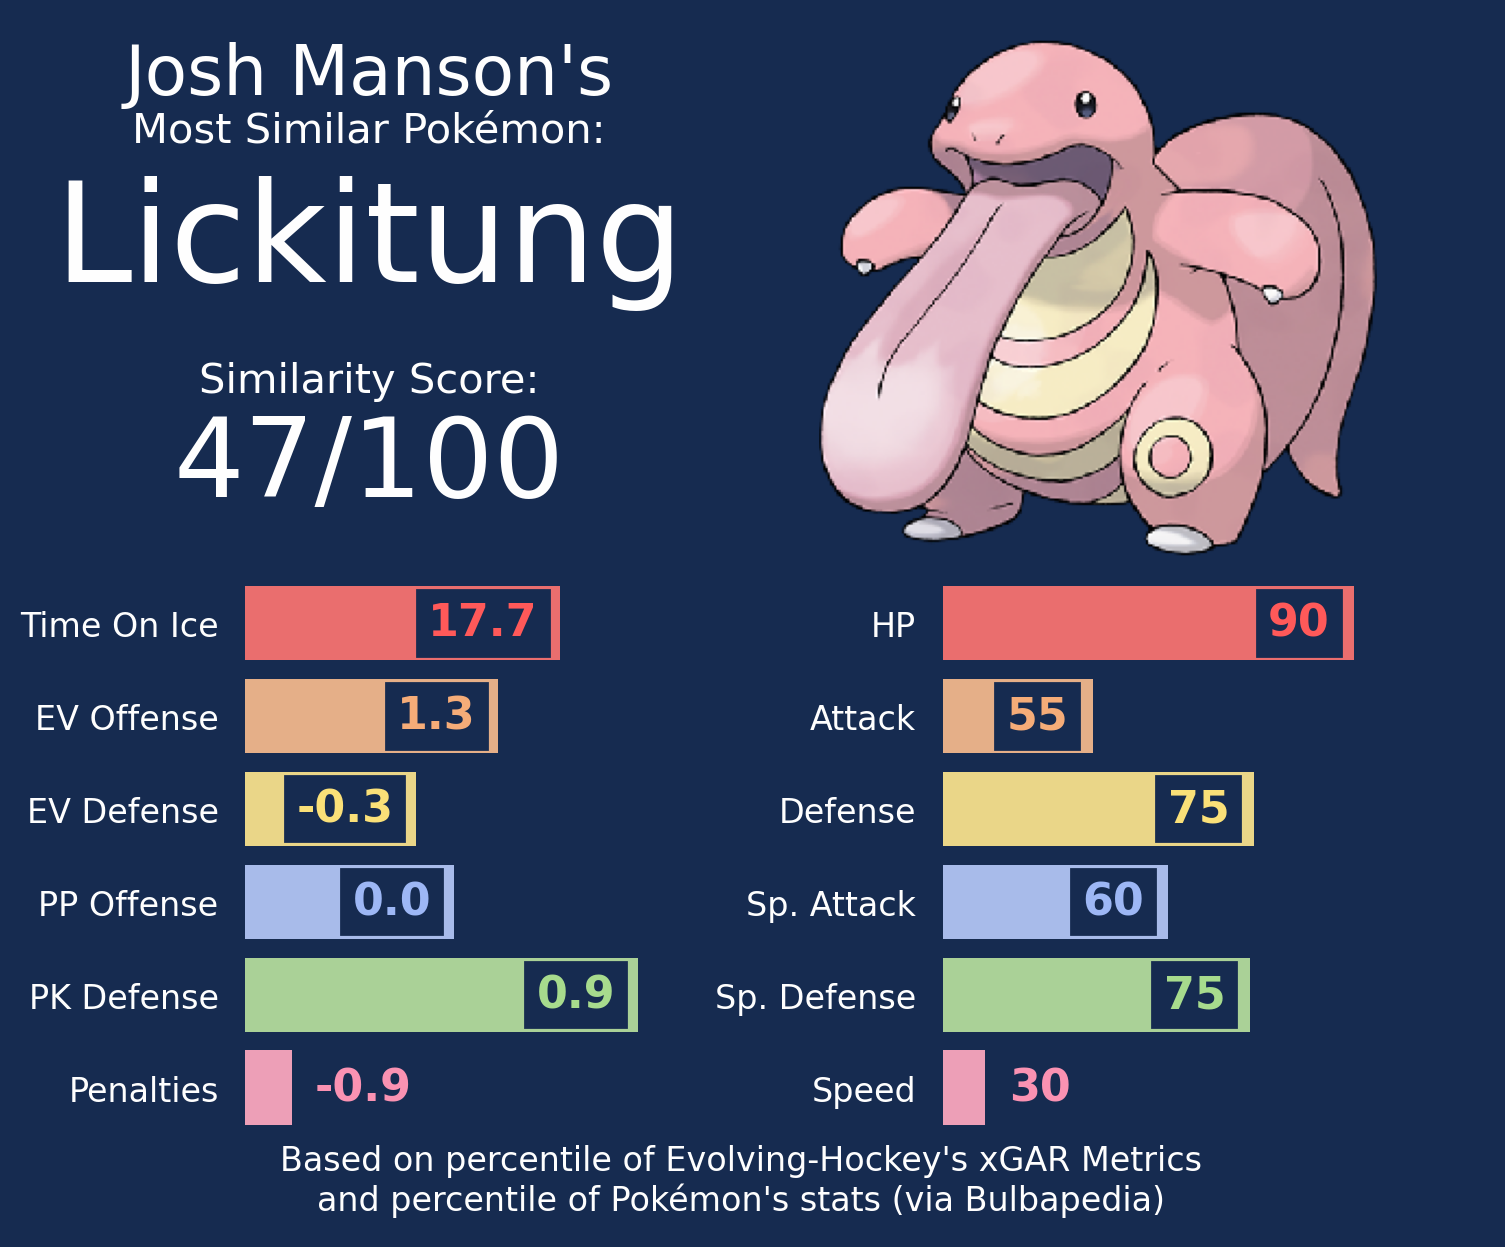 Josh Manson's
Most Similar Pokémon:
Lickitung
Similarity Score:
47/100
Time On Ice 17.7
EV Offense 1.3
EV Defense -0.3
PP Offense 0.0
PK Defense 0.9
Penalties -0.9
HP 90
Attack 55
Defense 75
Sp. Attack 60
Sp. Defense 75
Speed 30
Based on percentile of Evolving-Hockey's xGAR Metrics
and percentile of Pokémon's stats (via Bulbapedia)